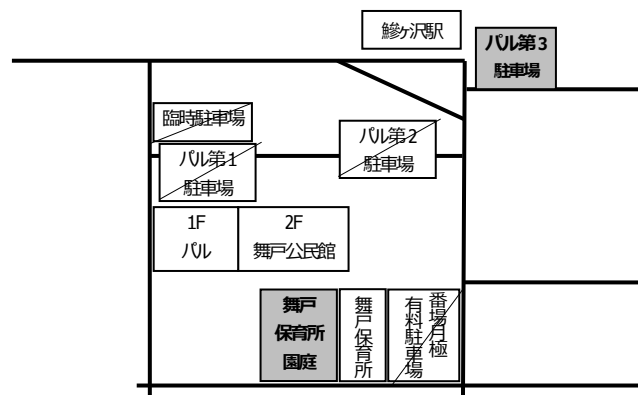 鰺ヶ沢駅
パル第3
駐車場
臨時駐車場
パル第1
駐車場
パル第2
駐車場
1F
パル
2F
舞戸公民館
舞戸
保育所
園庭
舞戸保育所
番場月極
有料駐車場